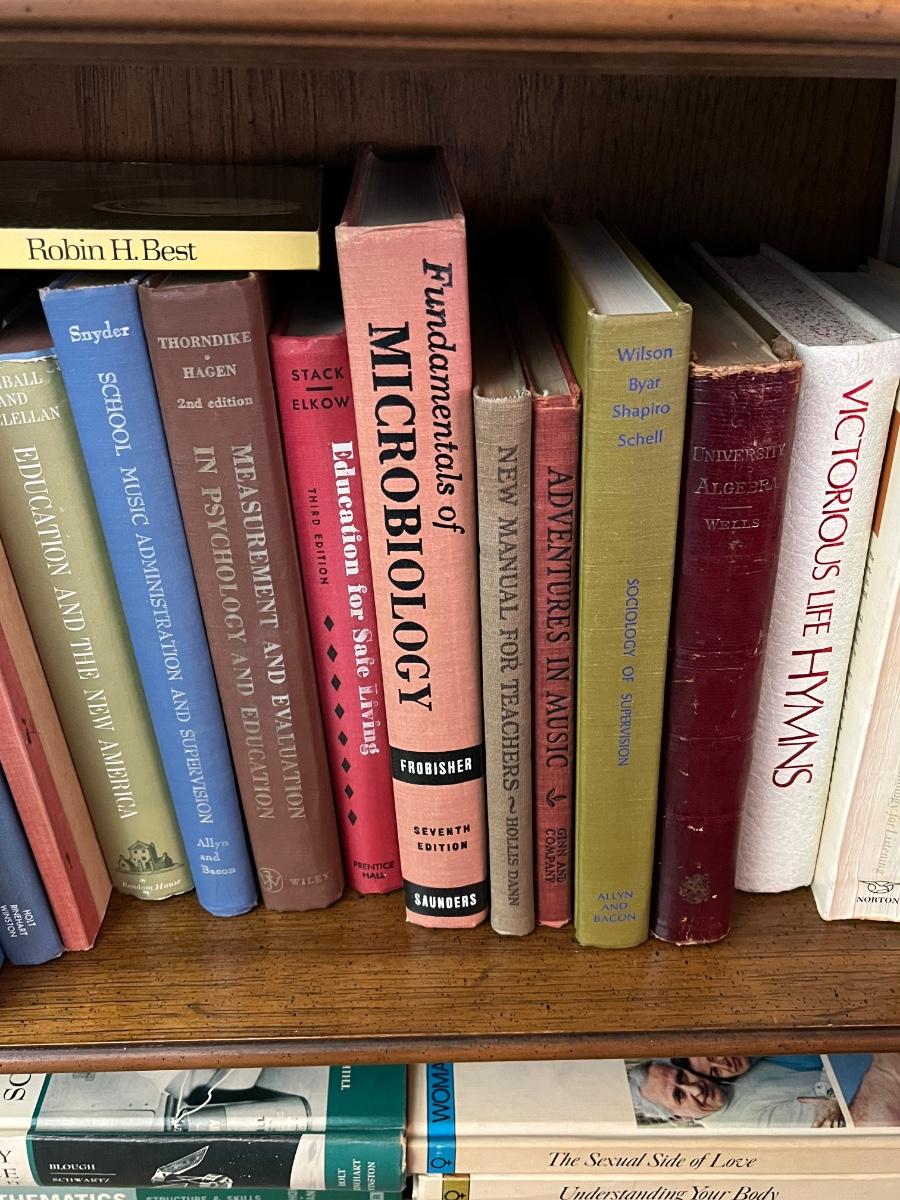 Robin H. Best
HOLT
RINEHART
WINSTON
AND
EDUCATION AND THE NEW AMERICA
Random House
Snyder
SCHOOL MUSIC ADMINISTRATION AND SUPERVISION
Allyn
and
Bacon
THORNDIKE
HAGEN
2nd edition
MEASUREMENT AND EVALUATION
IN PSYCHOLOGY AND EDUCATION
WILEY
STACK
ELKOW
Education for Safe Living
THIRD EDITION
PRENTICE
HALL
Fundamentals of
MICROBIOLOGY
FROBISHER
SEVENTH
EDITION
SAUNDERS
NEW MANUAL FOR TEACHERS ~ HOLLIS DANN
ADVENTURES IN MUSIC
GINN AND
COMPANY
Wilson
Byar
Shapiro
Schell
SOCIOLOGY OF SUPERVISION
ALLYN
AND
BACON
UNIVERSITY
ALGEBRA
WELLS
VICTORIOUS LIFE HYMNS
for Listening
NORTON
BLOUGH
SCHWARTZ
STRUCTURE & SKILLS
The Sexual Side of Love
Understanding Your Body